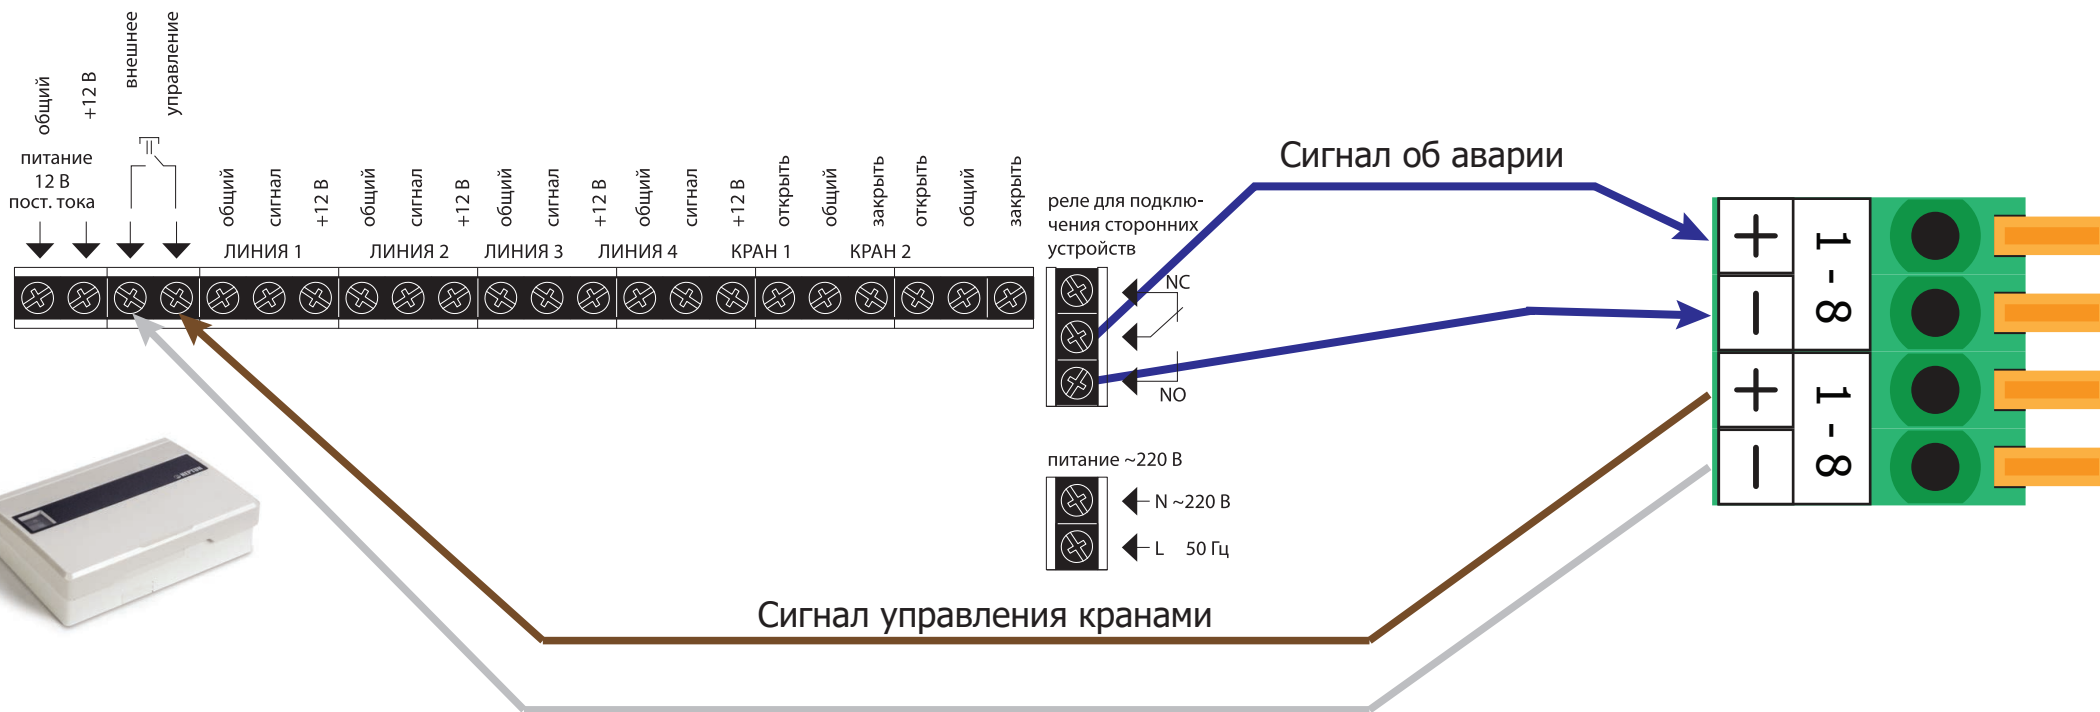 общий
+12 В
внешнее
управление
питание
12 В
пост. тока
общий
сигнал
+12 В
общий
сигнал
+12 В
общий
сигнал
+12 В
общий
сигнал
+12 В
открыть
общий
закрыть
открыть
общий
закрыть
ЛИНИЯ 1
ЛИНИЯ 2
ЛИНИЯ 3
ЛИНИЯ 4
КРАН 1
КРАН 2
реле для подклю-
чения сторонних
устройств
NC
NO
питание ~220 В
N ~220 В
L 50 Гц
Сигнал об аварии
Сигнал управления кранами
+
1 - 8
−
+
1 - 8
−
NEPTUN